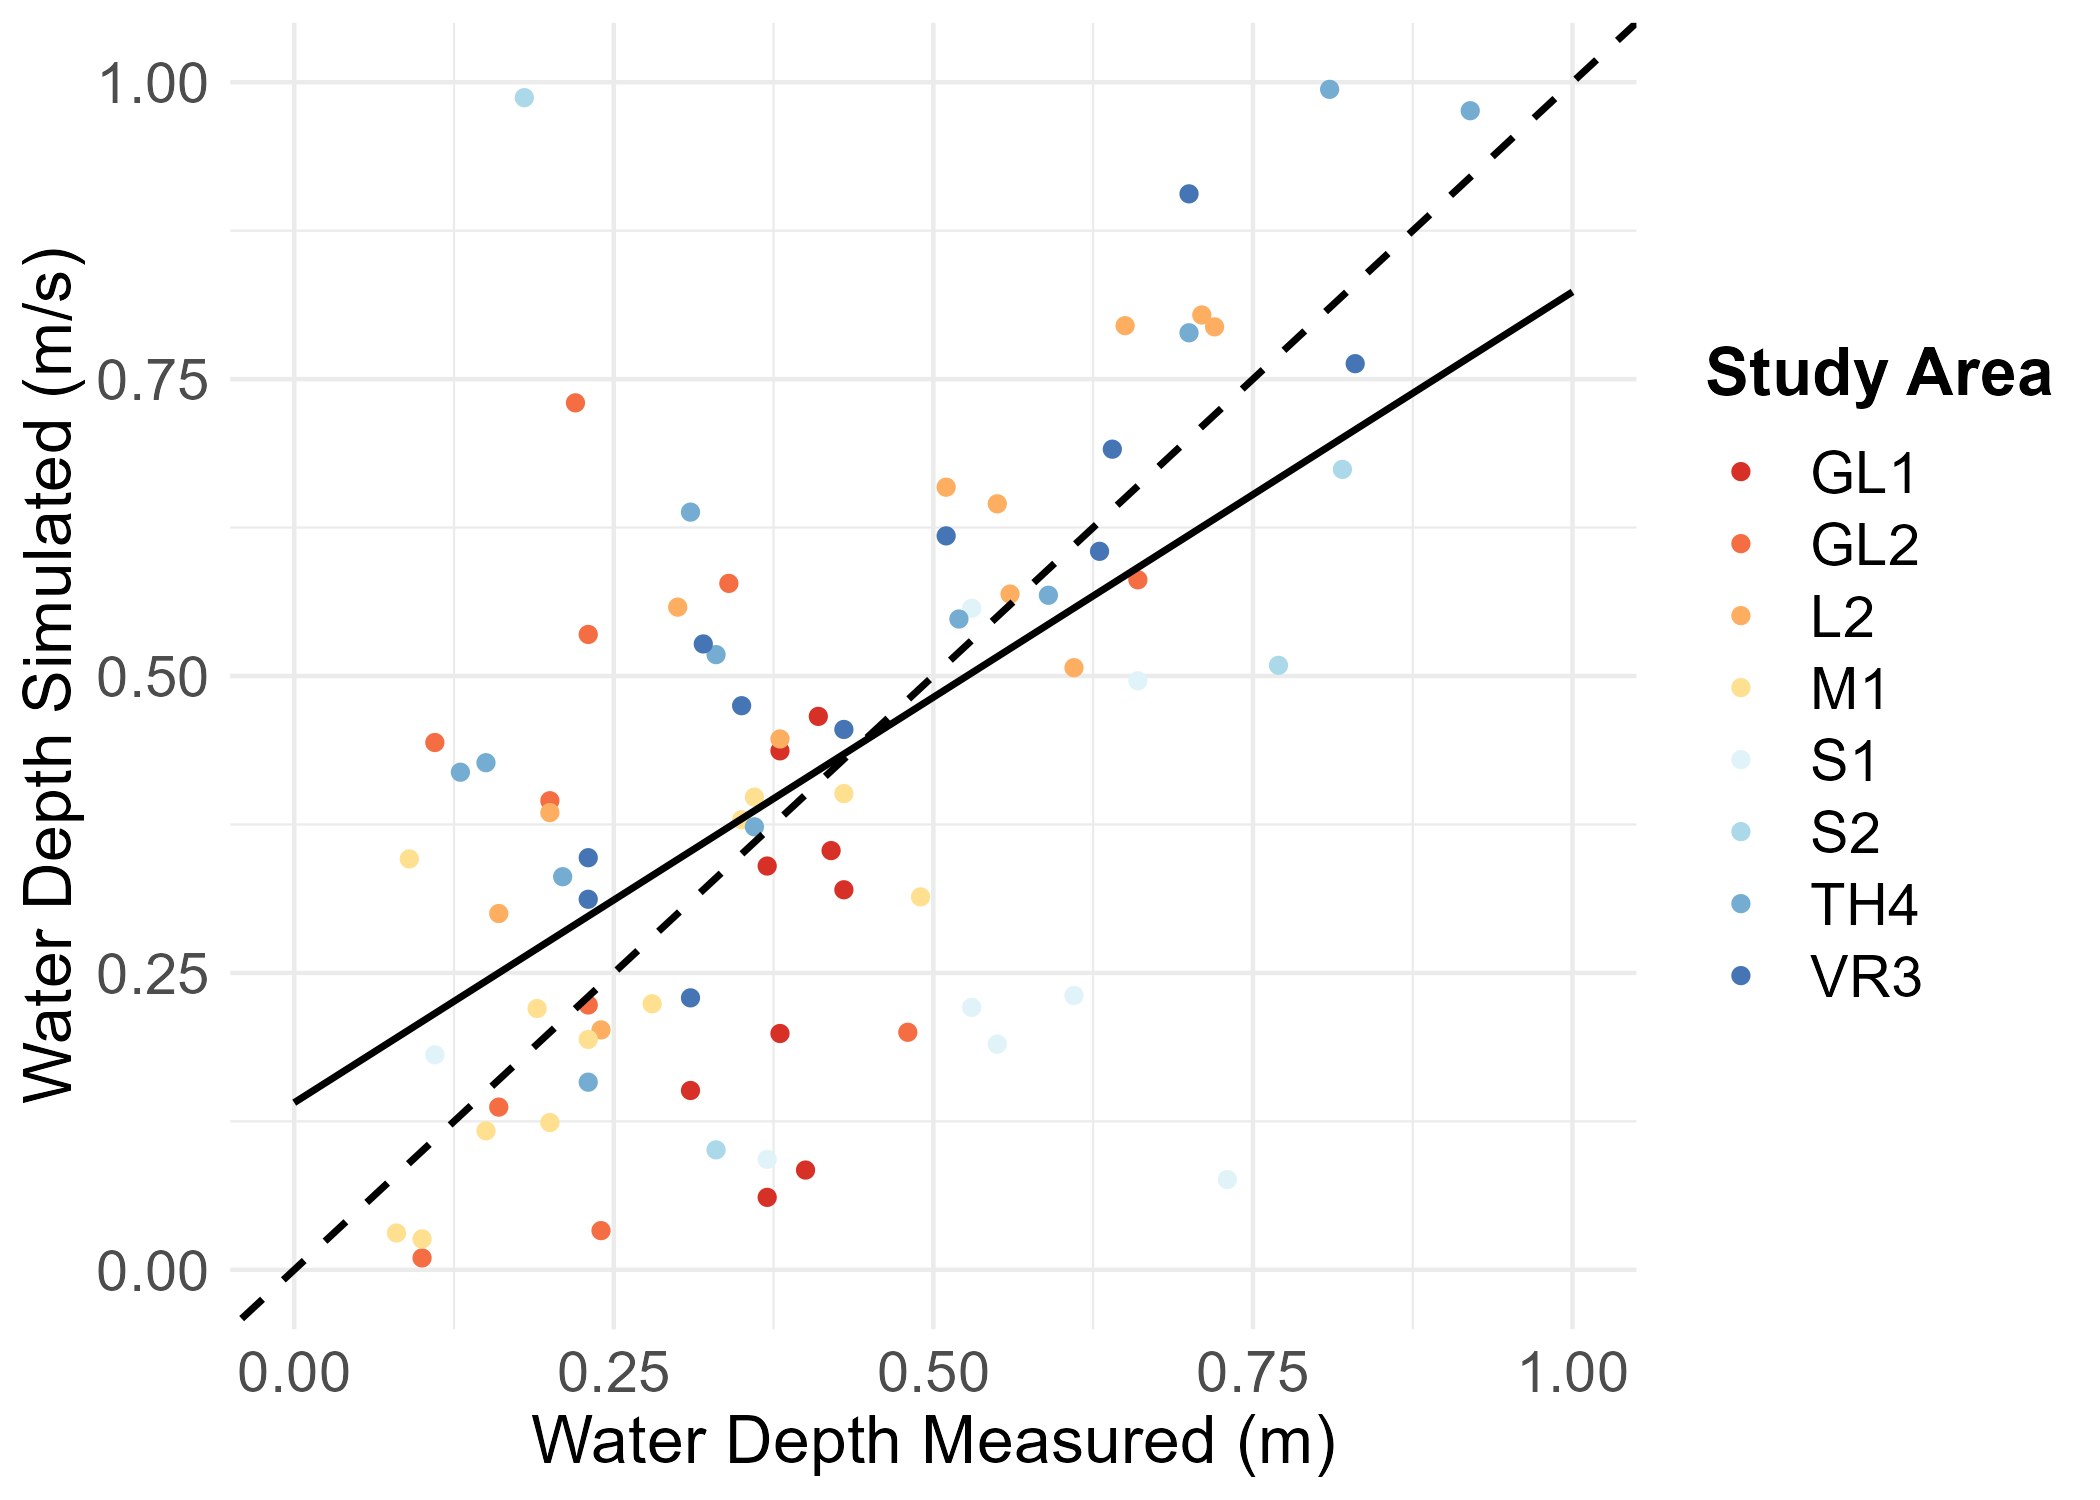 Water Depth Simulated (m/s)
1.00
0.75
0.50
0.25
0.00
0.00 0.25 0.50 0.75 1.00
Water Depth Measured (m)
Study Area
GL1
GL2
L2
M1
S1
S2
TH4
VR3